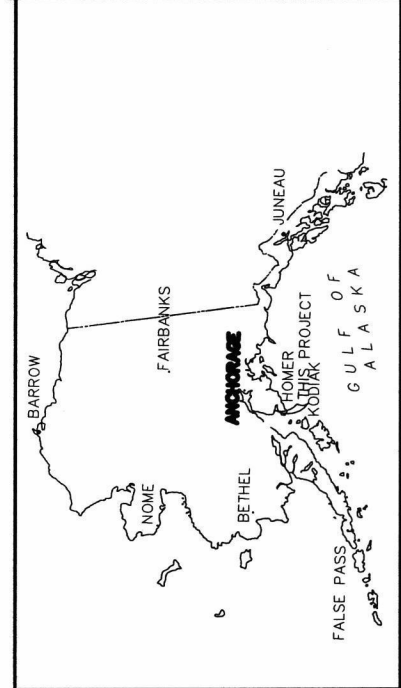 BARROW
FAIRBANKS
NOME
ANCHORAGE
JUNEAU
BETHEL
HOMER
THIS PROJECT
KODIAK
GULF OF
ALASKA
FALSE PASS